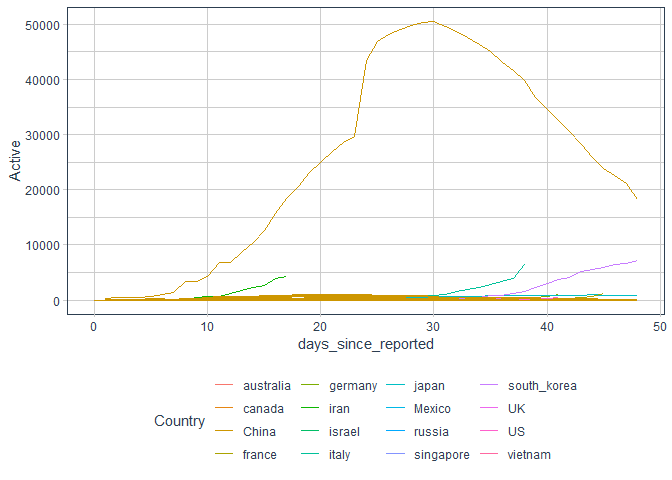 50000
40000
30000
20000
10000
0
Active
0 10 20 30 40 50
days_since_reported
Country
australia germany japan south_korea
canada iran Mexico UK
China israel russia US
france italy singapore vietnam